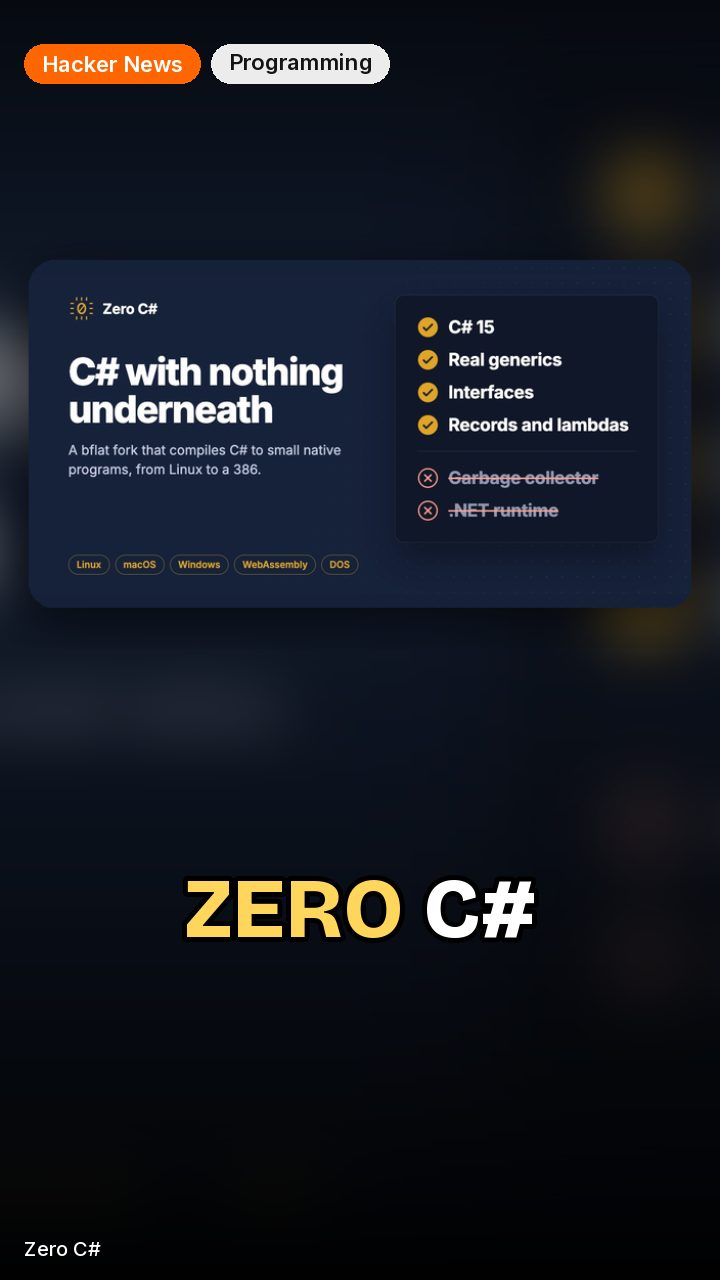 Hacker News
Programming
Zero C#
C# with nothing
underneath
A bflat fork that compiles C# to small native
programs, from Linux to a 386.
Linux
macOS
Windows
WebAssembly
DOS
C# 15
Real generics
Interfaces
Records and lambdas
Garbage collector
.NET runtime
ZERO C#
Zero C#